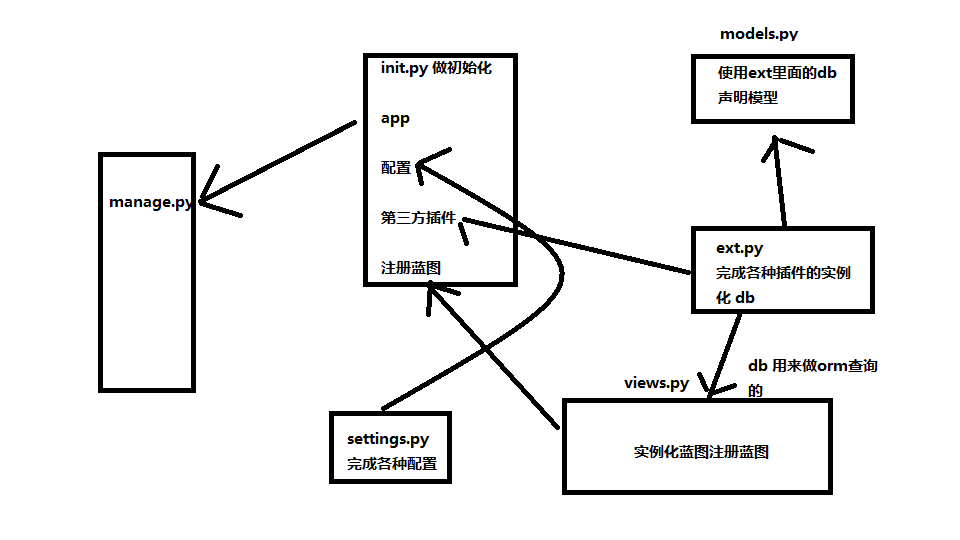 models.py
init.py 做初始化
app
配置
第三方插件
注册蓝图
使用ext里面的db
声明模型
manage.py
ext.py
完成各种插件的实例
化 db
db 用来做orm查询
的
views.py
实例化蓝图注册蓝图
settings.py
完成各种配置